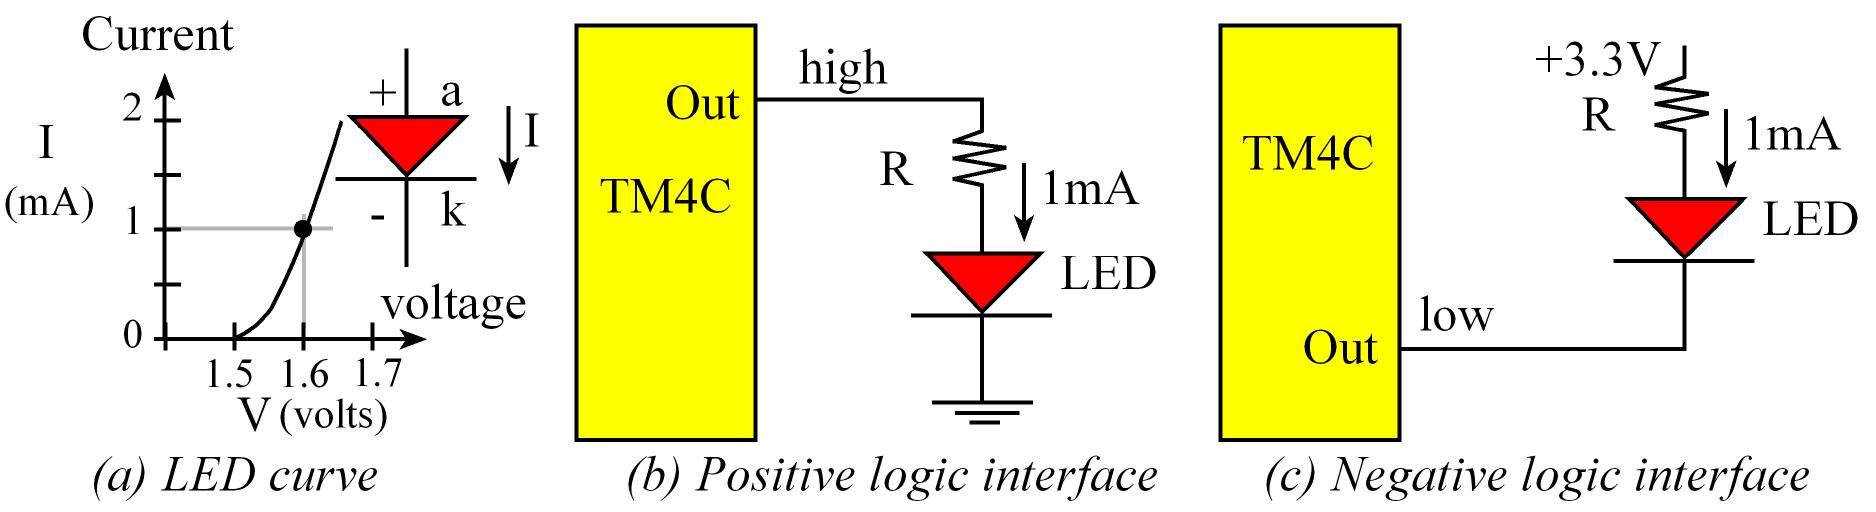 Current
2
I
(mA)
1
0
1.5 1.6 1.7
V (volts)
voltage
+ a
I
- k
(a) LED curve
high
Out
R
TM4C
1mA
LED
(b) Positive logic interface
+3.3V
R
TM4C
1mA
LED
low
Out
(c) Negative logic interface